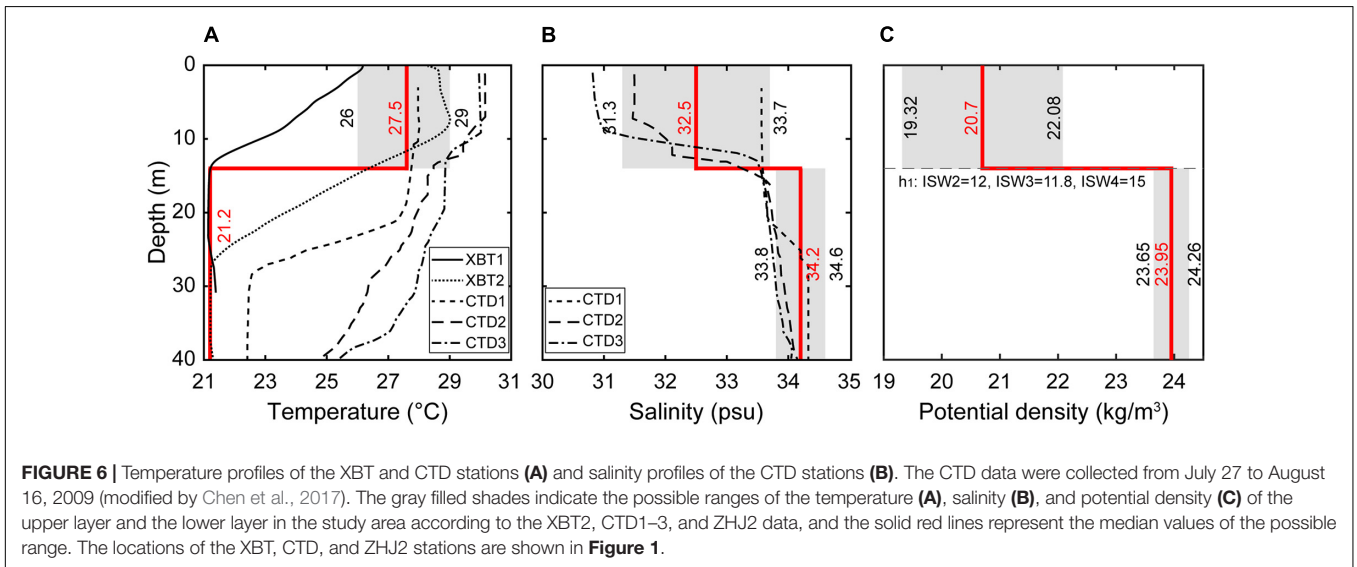 A
B
C
0
10
20
30
40
Depth (m)
26
27.5
29
21.2
XBT1
XBT2
CTD1
CTD2
CTD3
21 23 25 27 29 31
Temperature (°C)
31.3
32.5
33.7
33.8
34.2
34.6
CTD1
CTD2
CTD3
30 31 32 33 34 35
Salinity (psu)
19.32
20.7
22.08
h1: ISW2=12, ISW3=11.8, ISW4=15
23.65
23.95
24.26
19 20 21 22 23 24
Potential density (kg/m³)
FIGURE 6 | Temperature profiles of the XBT and CTD stations (A) and salinity profiles of the CTD stations (B). The CTD data were collected from July 27 to August
16, 2009 (modified by Chen et al., 2017). The gray filled shades indicate the possible ranges of the temperature (A), salinity (B), and potential density (C) of the
upper layer and the lower layer in the study area according to the XBT2, CTD1–3, and ZHJ2 data, and the solid red lines represent the median values of the possible
range. The locations of the XBT, CTD, and ZHJ2 stations are shown in Figure 1.